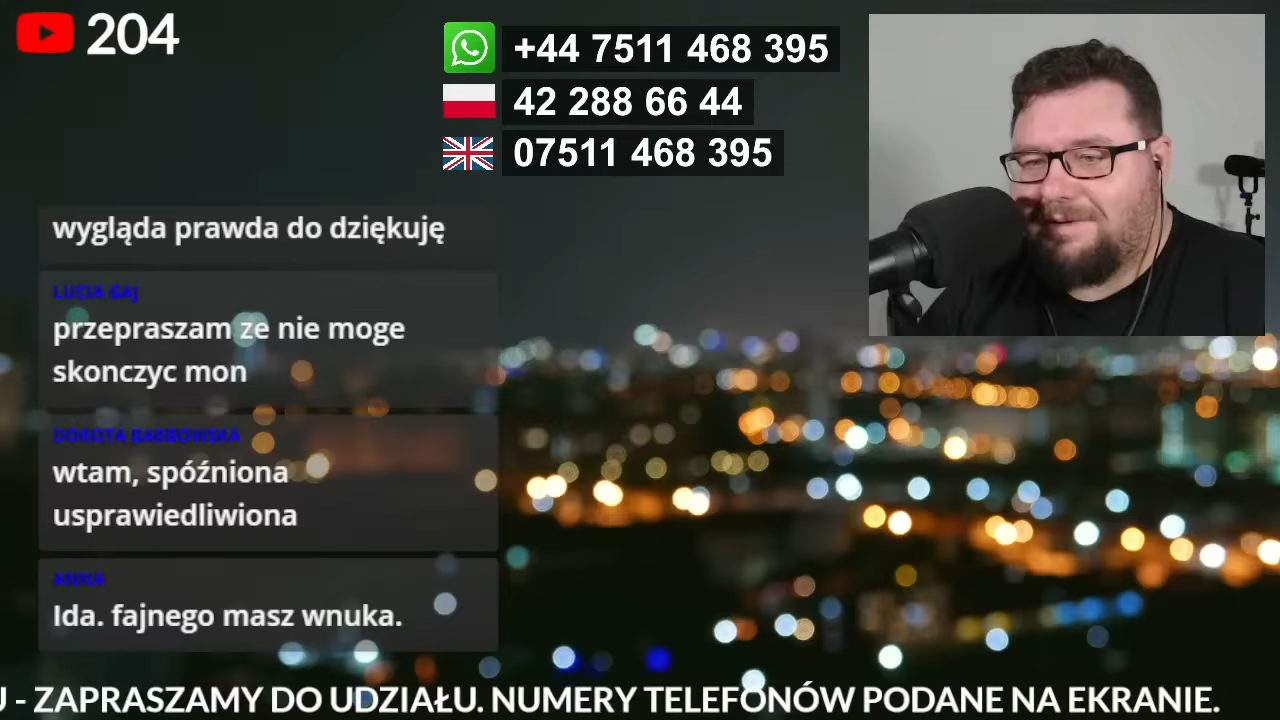 204
+44 7511 468 395
42 288 66 44
07511 468 395
wygląda prawda do dziękuję
LUCIA GAJ
przepraszam ze nie moge
skonczyc mon
DOROTA BARBOWSKA
wtam, spóźniona
usprawiedliwiona
ANNA
Ida. fajnego masz wnuka.
U - ZAPRASZAMY DO UDZIAŁU. NUMERY TELEFONÓW PODANE NA EKRANIE.